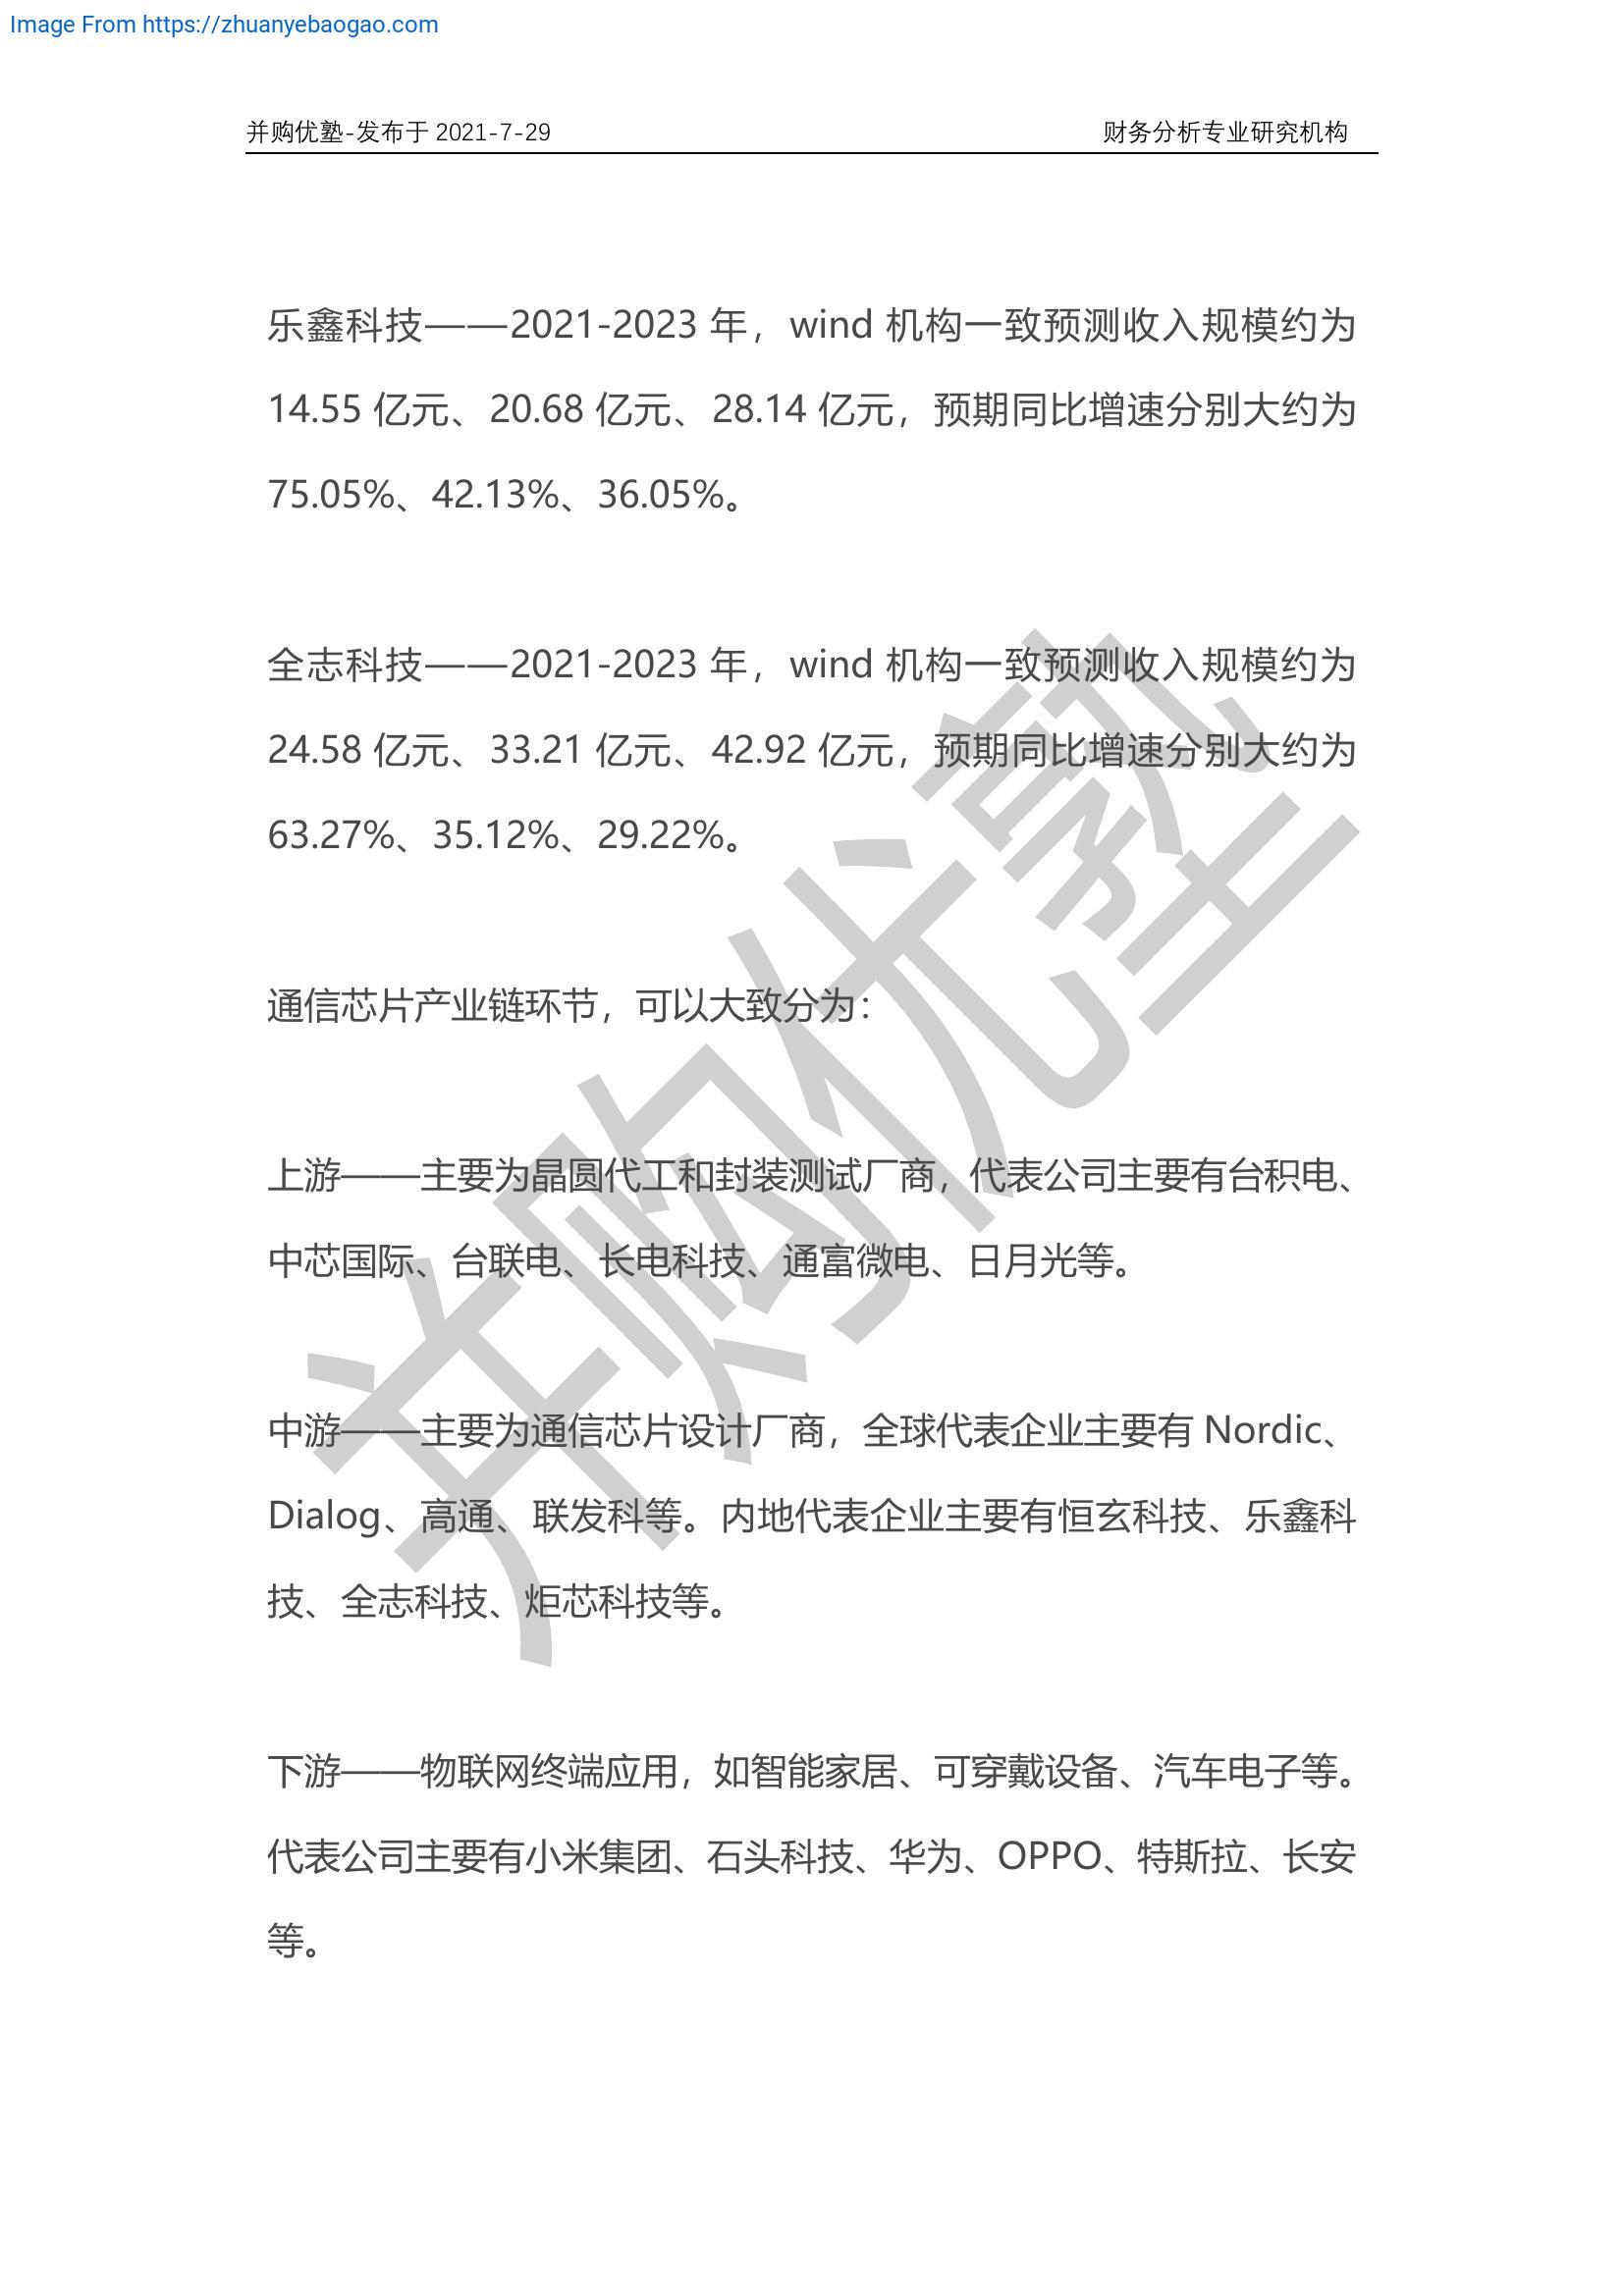 Image From https://zhuanyebaogao.com
并购优塾-发布于 2021-7-29 财务分析专业研究机构
乐鑫科技——2021-2023 年，wind 机构一致预测收入规模约为
14.55 亿元、20.68 亿元、28.14 亿元，预期同比增速分别大约为
75.05%、42.13%、36.05%。
全志科技——2021-2023 年，wind 机构一致预测收入规模约为
24.58 亿元、33.21 亿元、42.92 亿元，预期同比增速分别大约为
63.27%、35.12%、29.22%。
通信芯片产业链环节，可以大致分为：
上游——主要为晶圆代工和封装测试厂商，代表公司主要有台积电、
中芯国际、台联电、长电科技、通富微电、日月光等。
中游——主要为通信芯片设计厂商，全球代表企业主要有 Nordic、
Dialog、高通、联发科等。内地代表企业主要有恒玄科技、乐鑫科
技、全志科技、炬芯科技等。
下游——物联网终端应用，如智能家居、可穿戴设备、汽车电子等。
代表公司主要有小米集团、石头科技、华为、OPPO、特斯拉、长安
等。
并购优塾